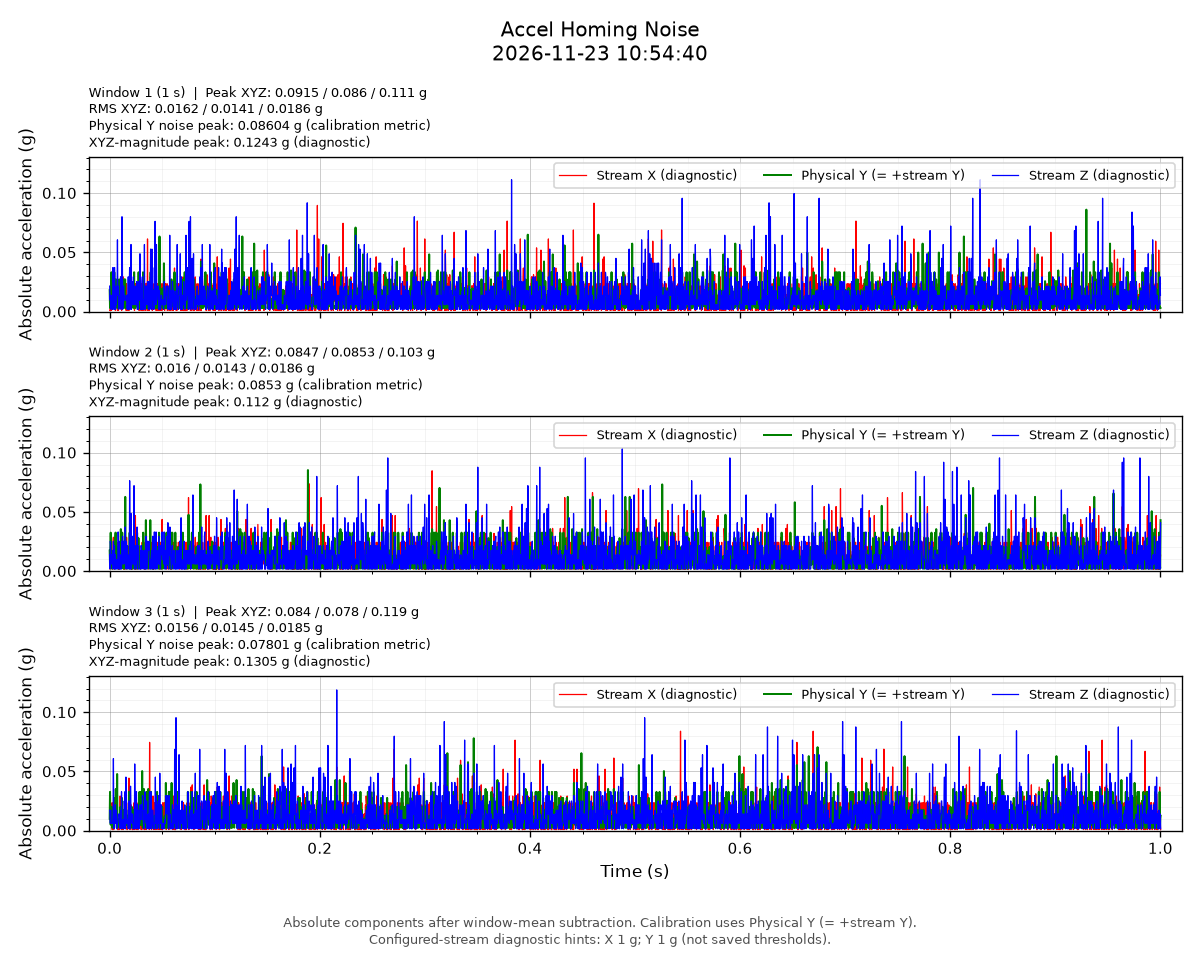 Accel Homing Noise
2026-11-23 10:54:40
Window 1 (1 s)  |  Peak XYZ: 0.0915 / 0.086 / 0.111 g
RMS XYZ: 0.0162 / 0.0141 / 0.0186 g
Physical Y noise peak: 0.08604 g (calibration metric)
XYZ-magnitude peak: 0.1243 g (diagnostic)
Absolute acceleration (g)
0.10
0.05
0.00
Stream X (diagnostic)
Physical Y (= +stream Y)
Stream Z (diagnostic)
Window 2 (1 s)  |  Peak XYZ: 0.0847 / 0.0853 / 0.103 g
RMS XYZ: 0.016 / 0.0143 / 0.0186 g
Physical Y noise peak: 0.0853 g (calibration metric)
XYZ-magnitude peak: 0.112 g (diagnostic)
Absolute acceleration (g)
0.10
0.05
0.00
Stream X (diagnostic)
Physical Y (= +stream Y)
Stream Z (diagnostic)
Window 3 (1 s)  |  Peak XYZ: 0.084 / 0.078 / 0.119 g
RMS XYZ: 0.0156 / 0.0145 / 0.0185 g
Physical Y noise peak: 0.07801 g (calibration metric)
XYZ-magnitude peak: 0.1305 g (diagnostic)
Absolute acceleration (g)
0.10
0.05
0.00
Stream X (diagnostic)
Physical Y (= +stream Y)
Stream Z (diagnostic)
0.0 0.2 0.4 0.6 0.8 1.0
Time (s)
Absolute components after window-mean subtraction. Calibration uses Physical Y (= +stream Y).
Configured-stream diagnostic hints: X 1 g; Y 1 g (not saved thresholds).